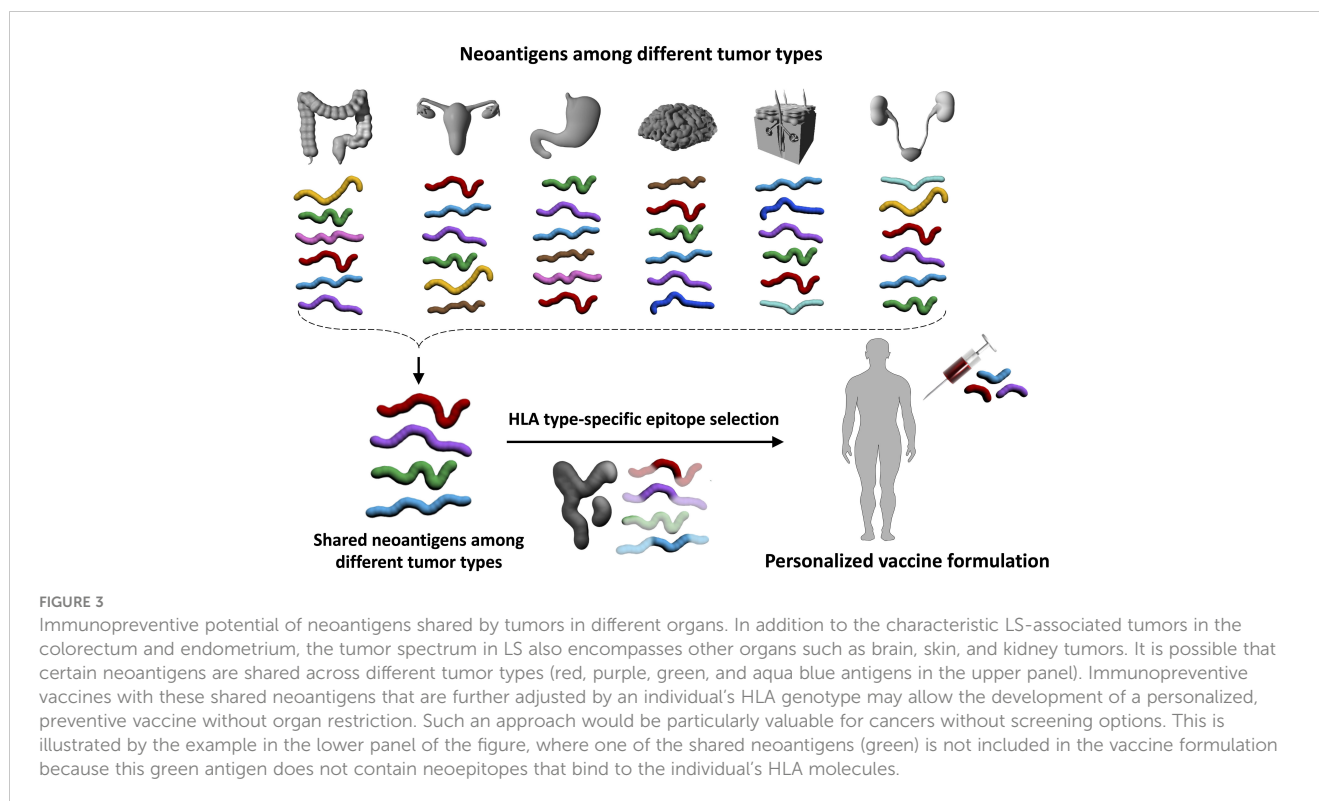 Neoantigens among different tumor types
HLA type-specific epitope selection
Shared neoantigens among
different tumor types
Personalized vaccine formulation
FIGURE 3
Immunopreventive potential of neoantigens shared by tumors in different organs. In addition to the characteristic LS-associated tumors in the
colorectum and endometrium, the tumor spectrum in LS also encompasses other organs such as brain, skin, and kidney tumors. It is possible that
certain neoantigens are shared across different tumor types (red, purple, green, and aqua blue antigens in the upper panel). Immunopreventive
vaccines with these shared neoantigens that are further adjusted by an individual’s HLA genotype may allow the development of a personalized,
preventive vaccine without organ restriction. Such an approach would be particularly valuable for cancers without screening options. This is
illustrated by the example in the lower panel of the figure, where one of the shared neoantigens (green) is not included in the vaccine formulation
because this green antigen does not contain neoepitopes that bind to the individual’s HLA molecules.